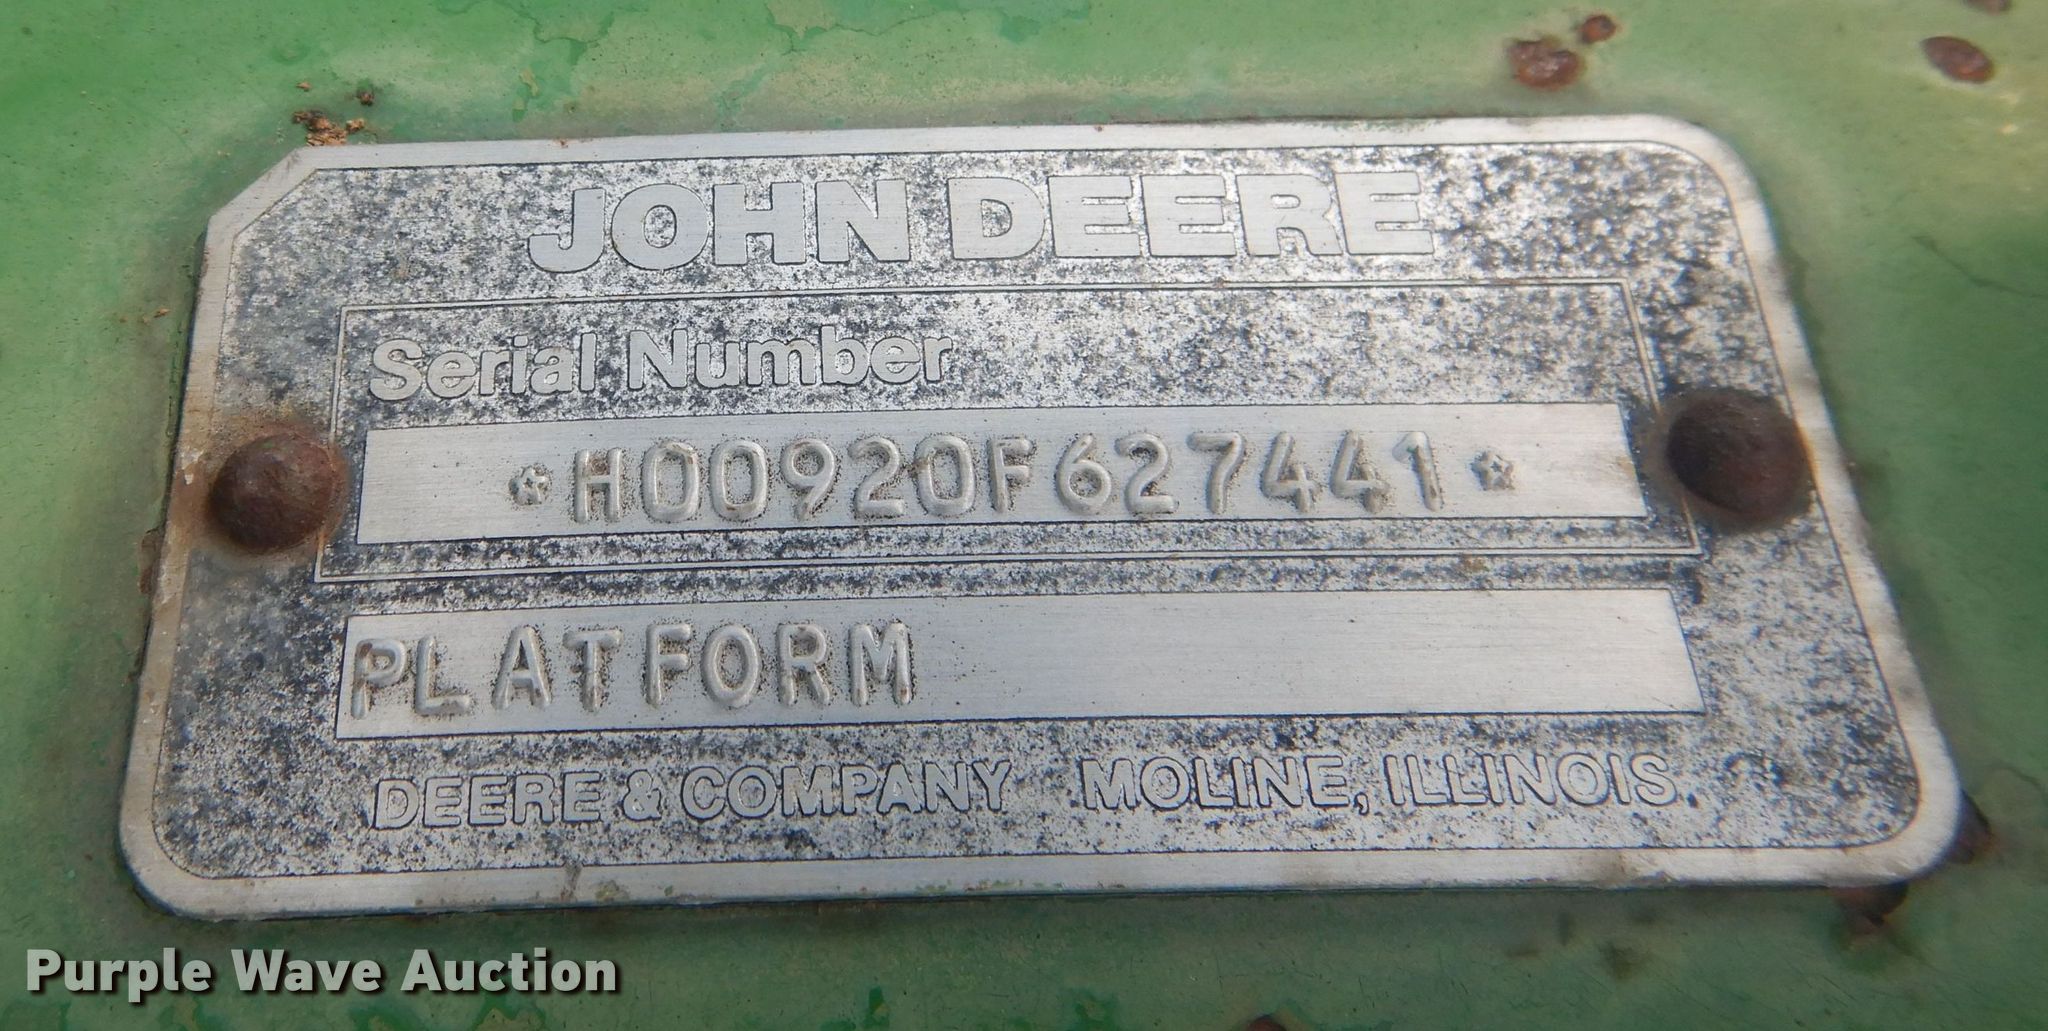 JOHN DEERE
Serial Number
*H00920F627441*
PLATFORM
DEERE & COMPANY MOLINE, ILLINOIS
Purple Wave Auction